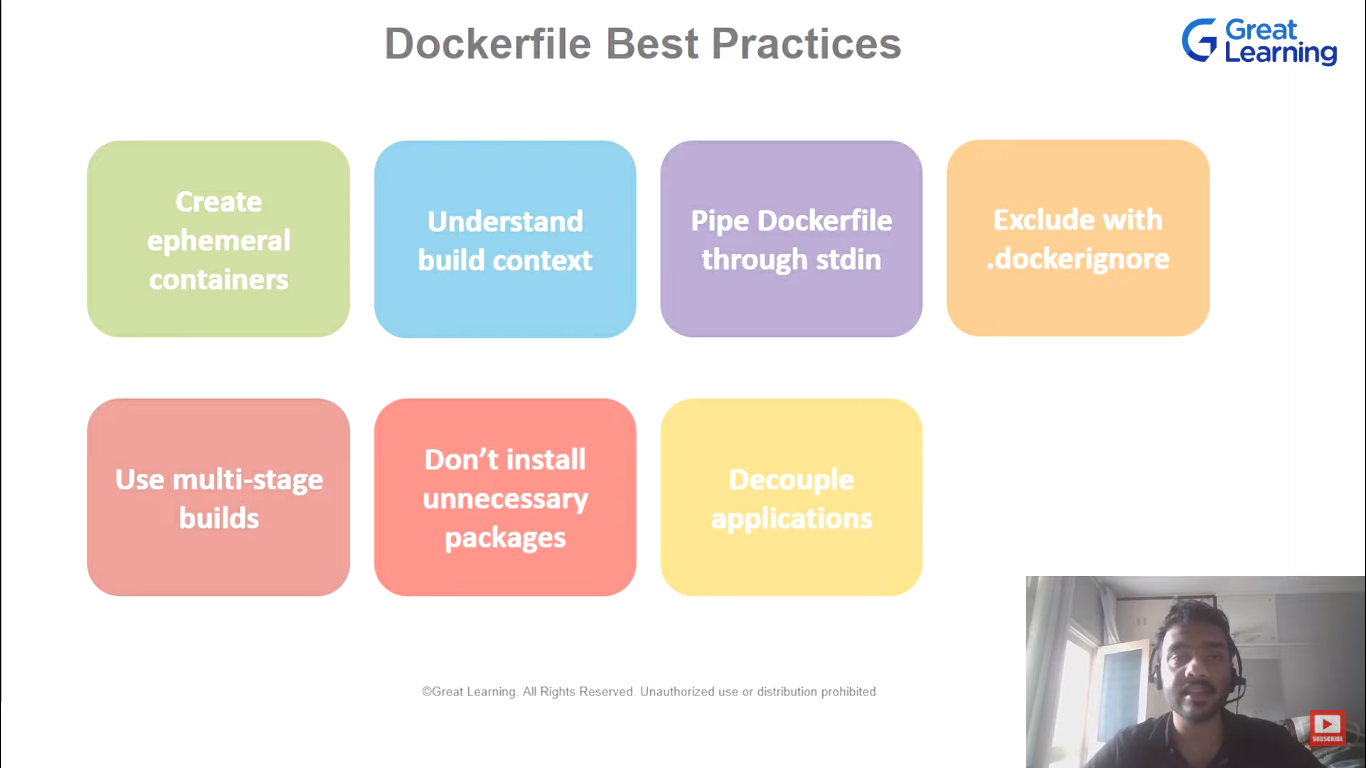 Dockerfile Best Practices
Great
Learning
Create
ephemeral
containers
Understand
build context
Pipe Dockerfile
through stdin
Exclude with
.dockerignore
Use multi-stage
builds
Don’t install
unnecessary
packages
Decouple
applications
©Great Learning. All Rights Reserved. Unauthorized use or distribution prohibited
SUBSCRIBE